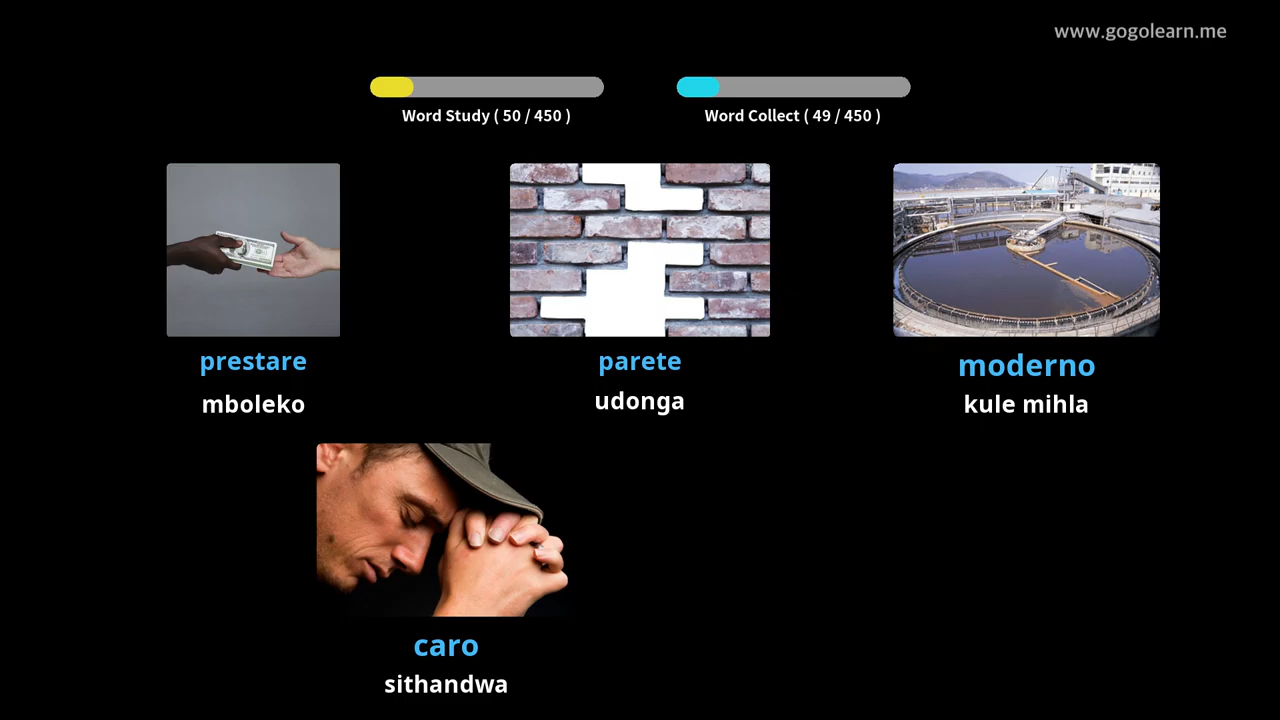 www.gogolearn.me
Word Study ( 50 / 450 )
Word Collect ( 49 / 450 )
prestare
mboleko
parete
udonga
moderno
kule mihla
caro
sithandwa